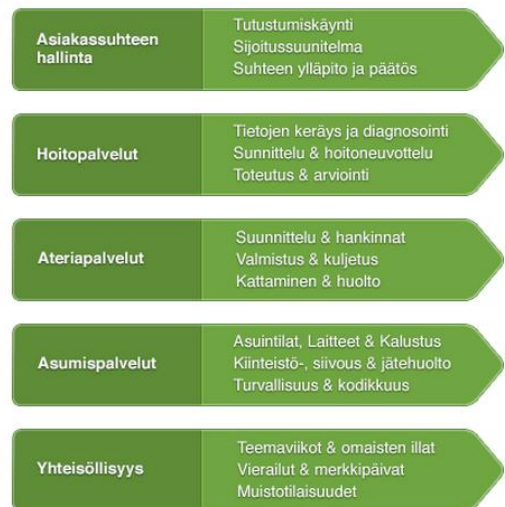 Asiakassuhteen
hallinta
Tutustumiskäynti
Sijoitussuunitelma
Suhteen ylläpito ja päätös
Hoitopalvelut
Tietojen keräys ja diagnosointi
Sunnittelu & hoitoneuvottelu
Toteutus & arviointi
Ateriapalvelut
Suunnittelu & hankinnat
Valmistus & kuljetus
Kattaminen & huolto
Asumispalvelut
Asuintilat, Laitteet & Kalustus
Kiinteistö-, siivous & jätehuolto
Turvallisuus & kodikkuus
Yhteisöllisyys
Teemaviikot & omaisten illat
Vierailut & merkkipäivat
Muistotilaisuudet